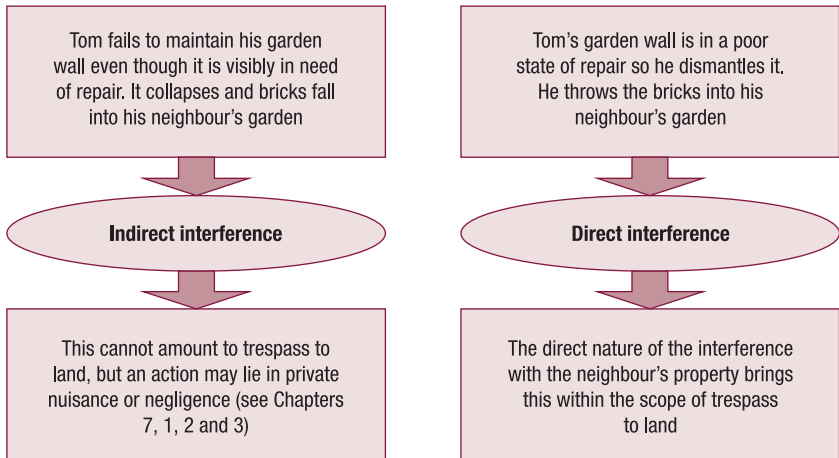 Tom fails to maintain his garden
wall even though it is visibly in need
of repair. It collapses and bricks fall
into his neighbour’s garden
Indirect interference
This cannot amount to trespass to
land, but an action may lie in private
nuisance or negligence (see Chapters
7, 1, 2 and 3)
Tom’s garden wall is in a poor
state of repair so he dismantles it.
He throws the bricks into his
neighbour’s garden
Direct interference
The direct nature of the interference
with the neighbour’s property brings
this within the scope of trespass
to land